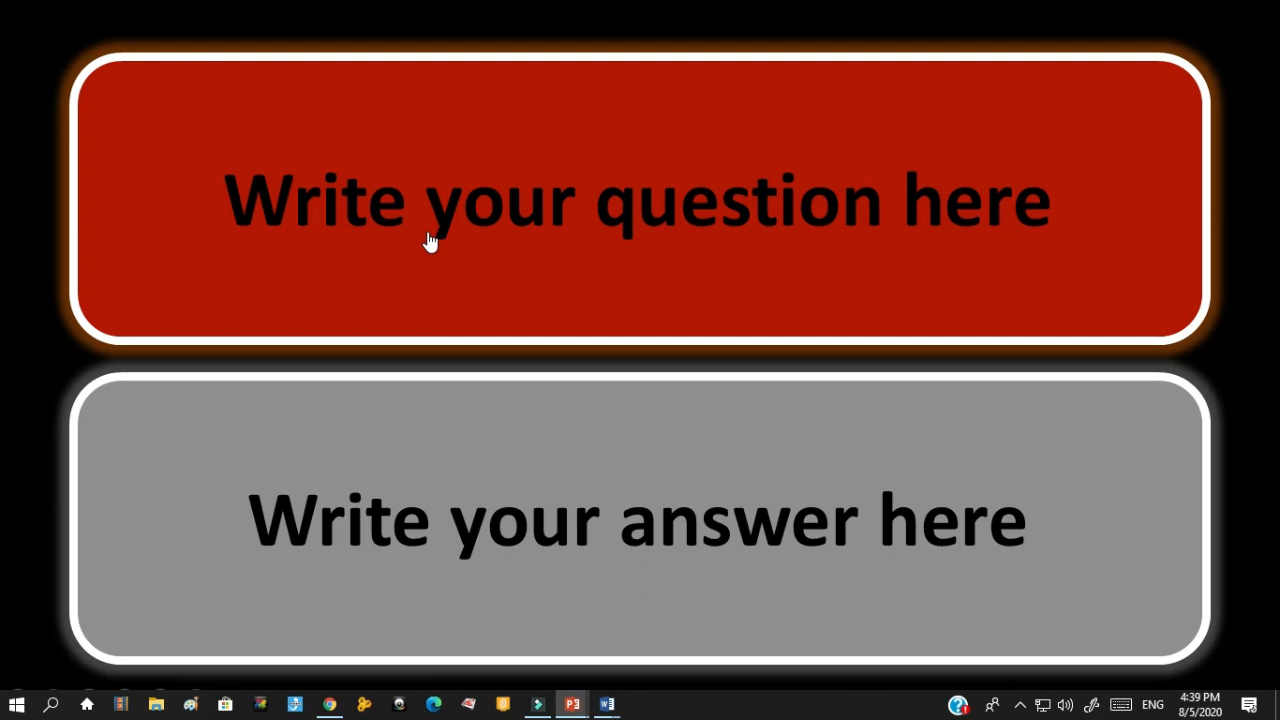 Write your question here
Write your answer here
ENG
4:39 PM
8/5/2020